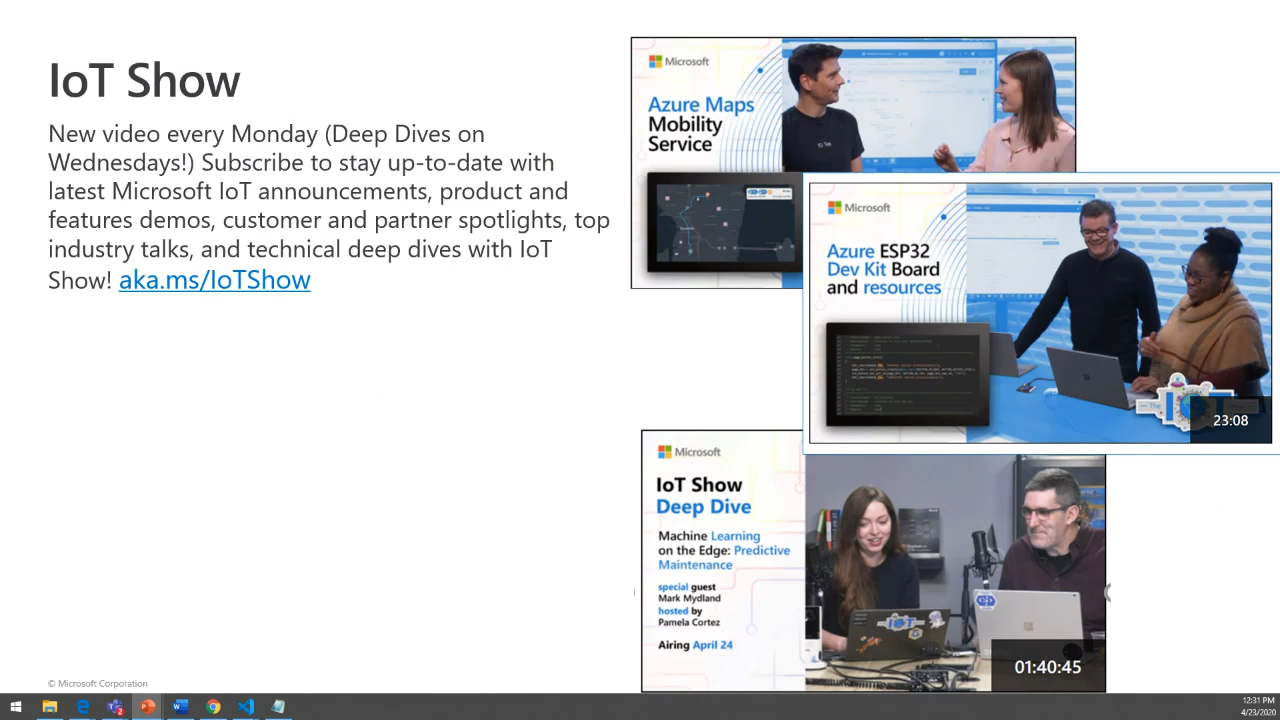 IoT Show
New video every Monday (Deep Dives on
Wednesdays!) Subscribe to stay up-to-date with
latest Microsoft IoT announcements, product and
features demos, customer and partner spotlights, top
industry talks, and technical deep dives with IoT
Show! aka.ms/IoTShow
Microsoft
Azure Maps
Mobility
Service
Microsoft
Azure ESP32
Dev Kit Board
and resources
The
23:08
Microsoft
IoT Show
Deep Dive
Machine Learning
on the Edge: Predictive
Maintenance
special guest
Mark Mydland
hosted by
Pamela Cortez
Airing April 24
IOT
01:40:45
© Microsoft Corporation
12:31 PM
4/23/2020